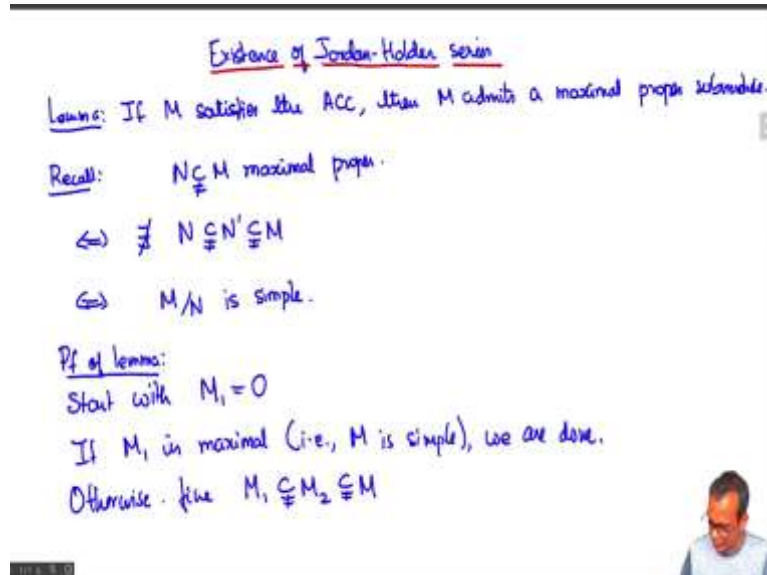 Existence of Jordan-Holder series
Lemma: If M satisfies the ACC, then M admits a maximal proper submodule.
Recall: N ⊊ M maximal proper.
⇔ ∄ N ⊊ N' ⊊ M
⇔ M/N is simple.
Pf of lemma:
Start with M₁ = 0
If M₁ is maximal (i.e., M is simple), we are done.
Otherwise. M₁ ⊊ M₂ ⊊ M